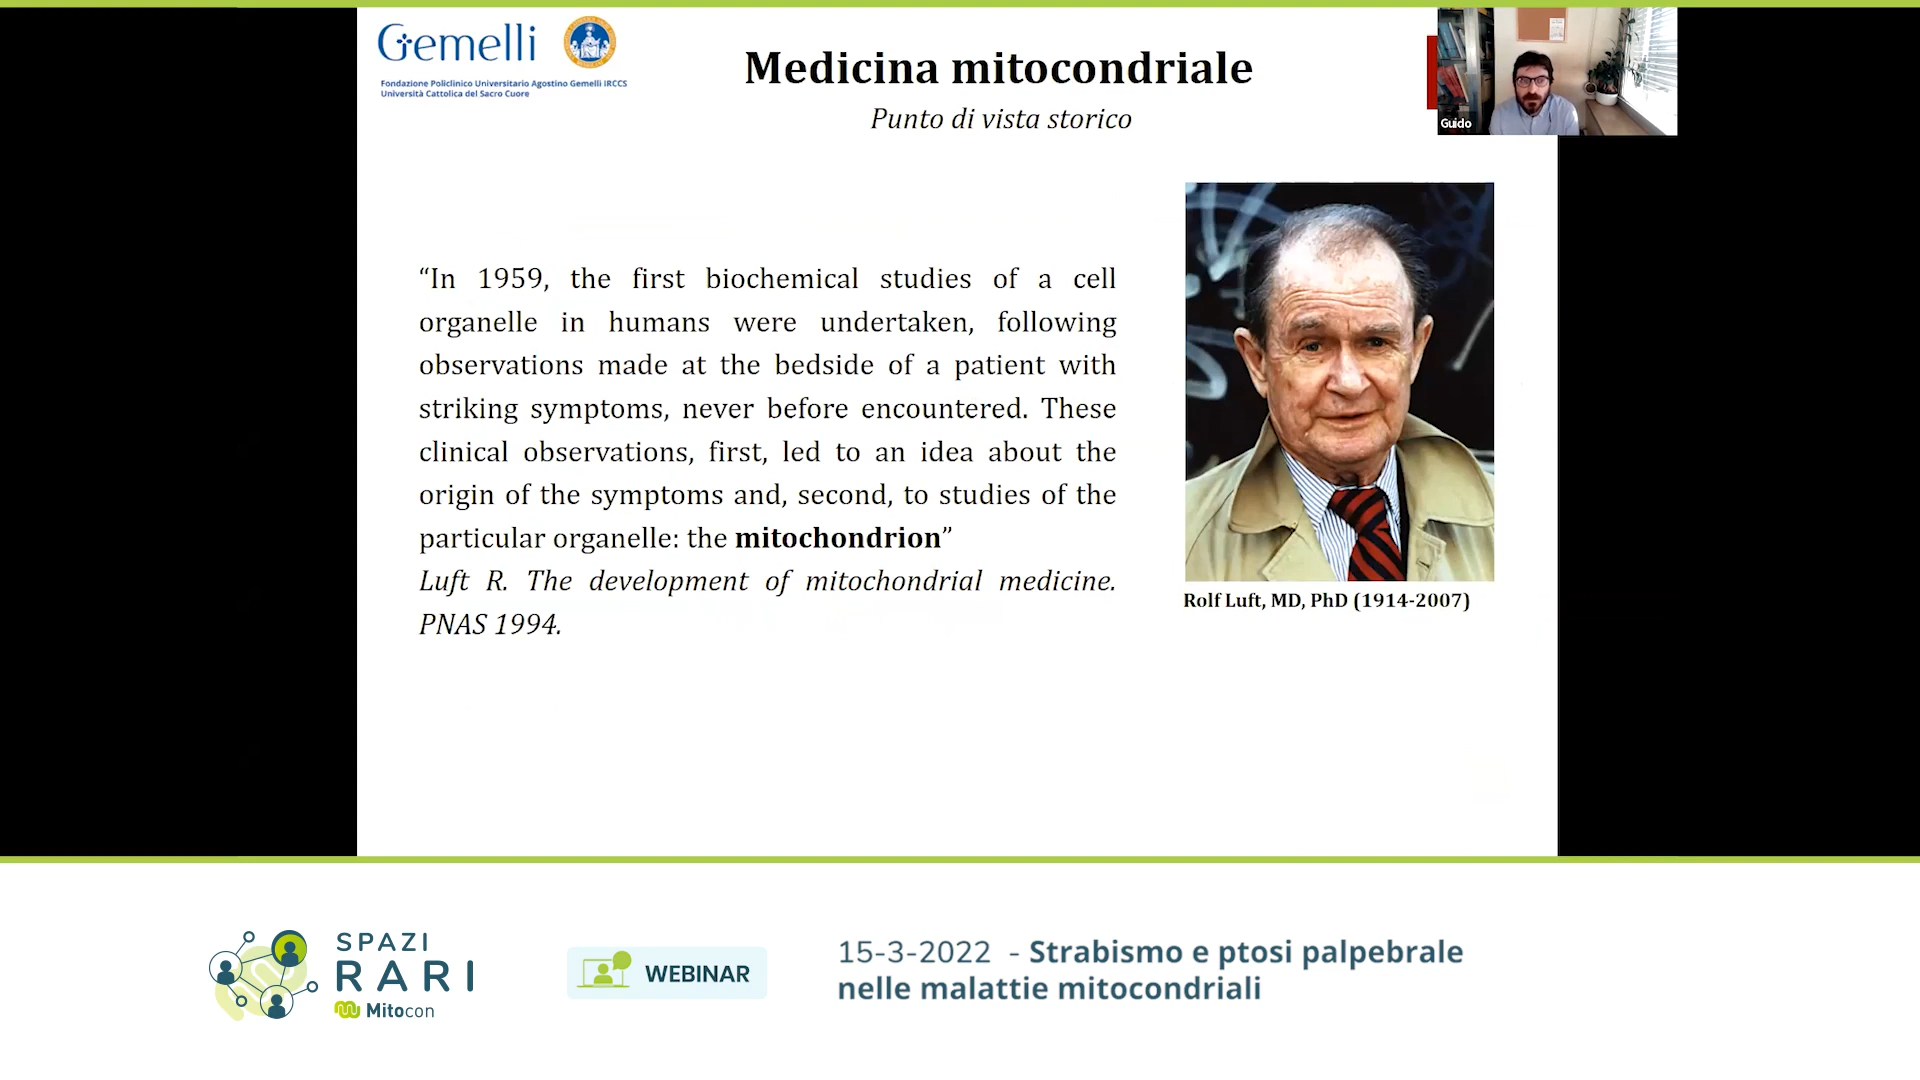 Gemelli
Fondazione Policlinico Universitario Agostino Gemelli IRCCS
Università Cattolica del Sacro Cuore
Medicina mitocondriale
Punto di vista storico
Guido
“In 1959, the first biochemical studies of a cell
organelle in humans were undertaken, following
observations made at the bedside of a patient with
striking symptoms, never before encountered. These
clinical observations, first, led to an idea about the
origin of the symptoms and, second, to studies of the
particular organelle: the mitochondrion”
Luft R. The development of mitochondrial medicine.
PNAS 1994.
Rolf Luft, MD, PhD (1914-2007)
SPAZI
RARI
Mitocon
WEBINAR
15-3-2022 - Strabismo e ptosi palpebrale
nelle malattie mitocondriali